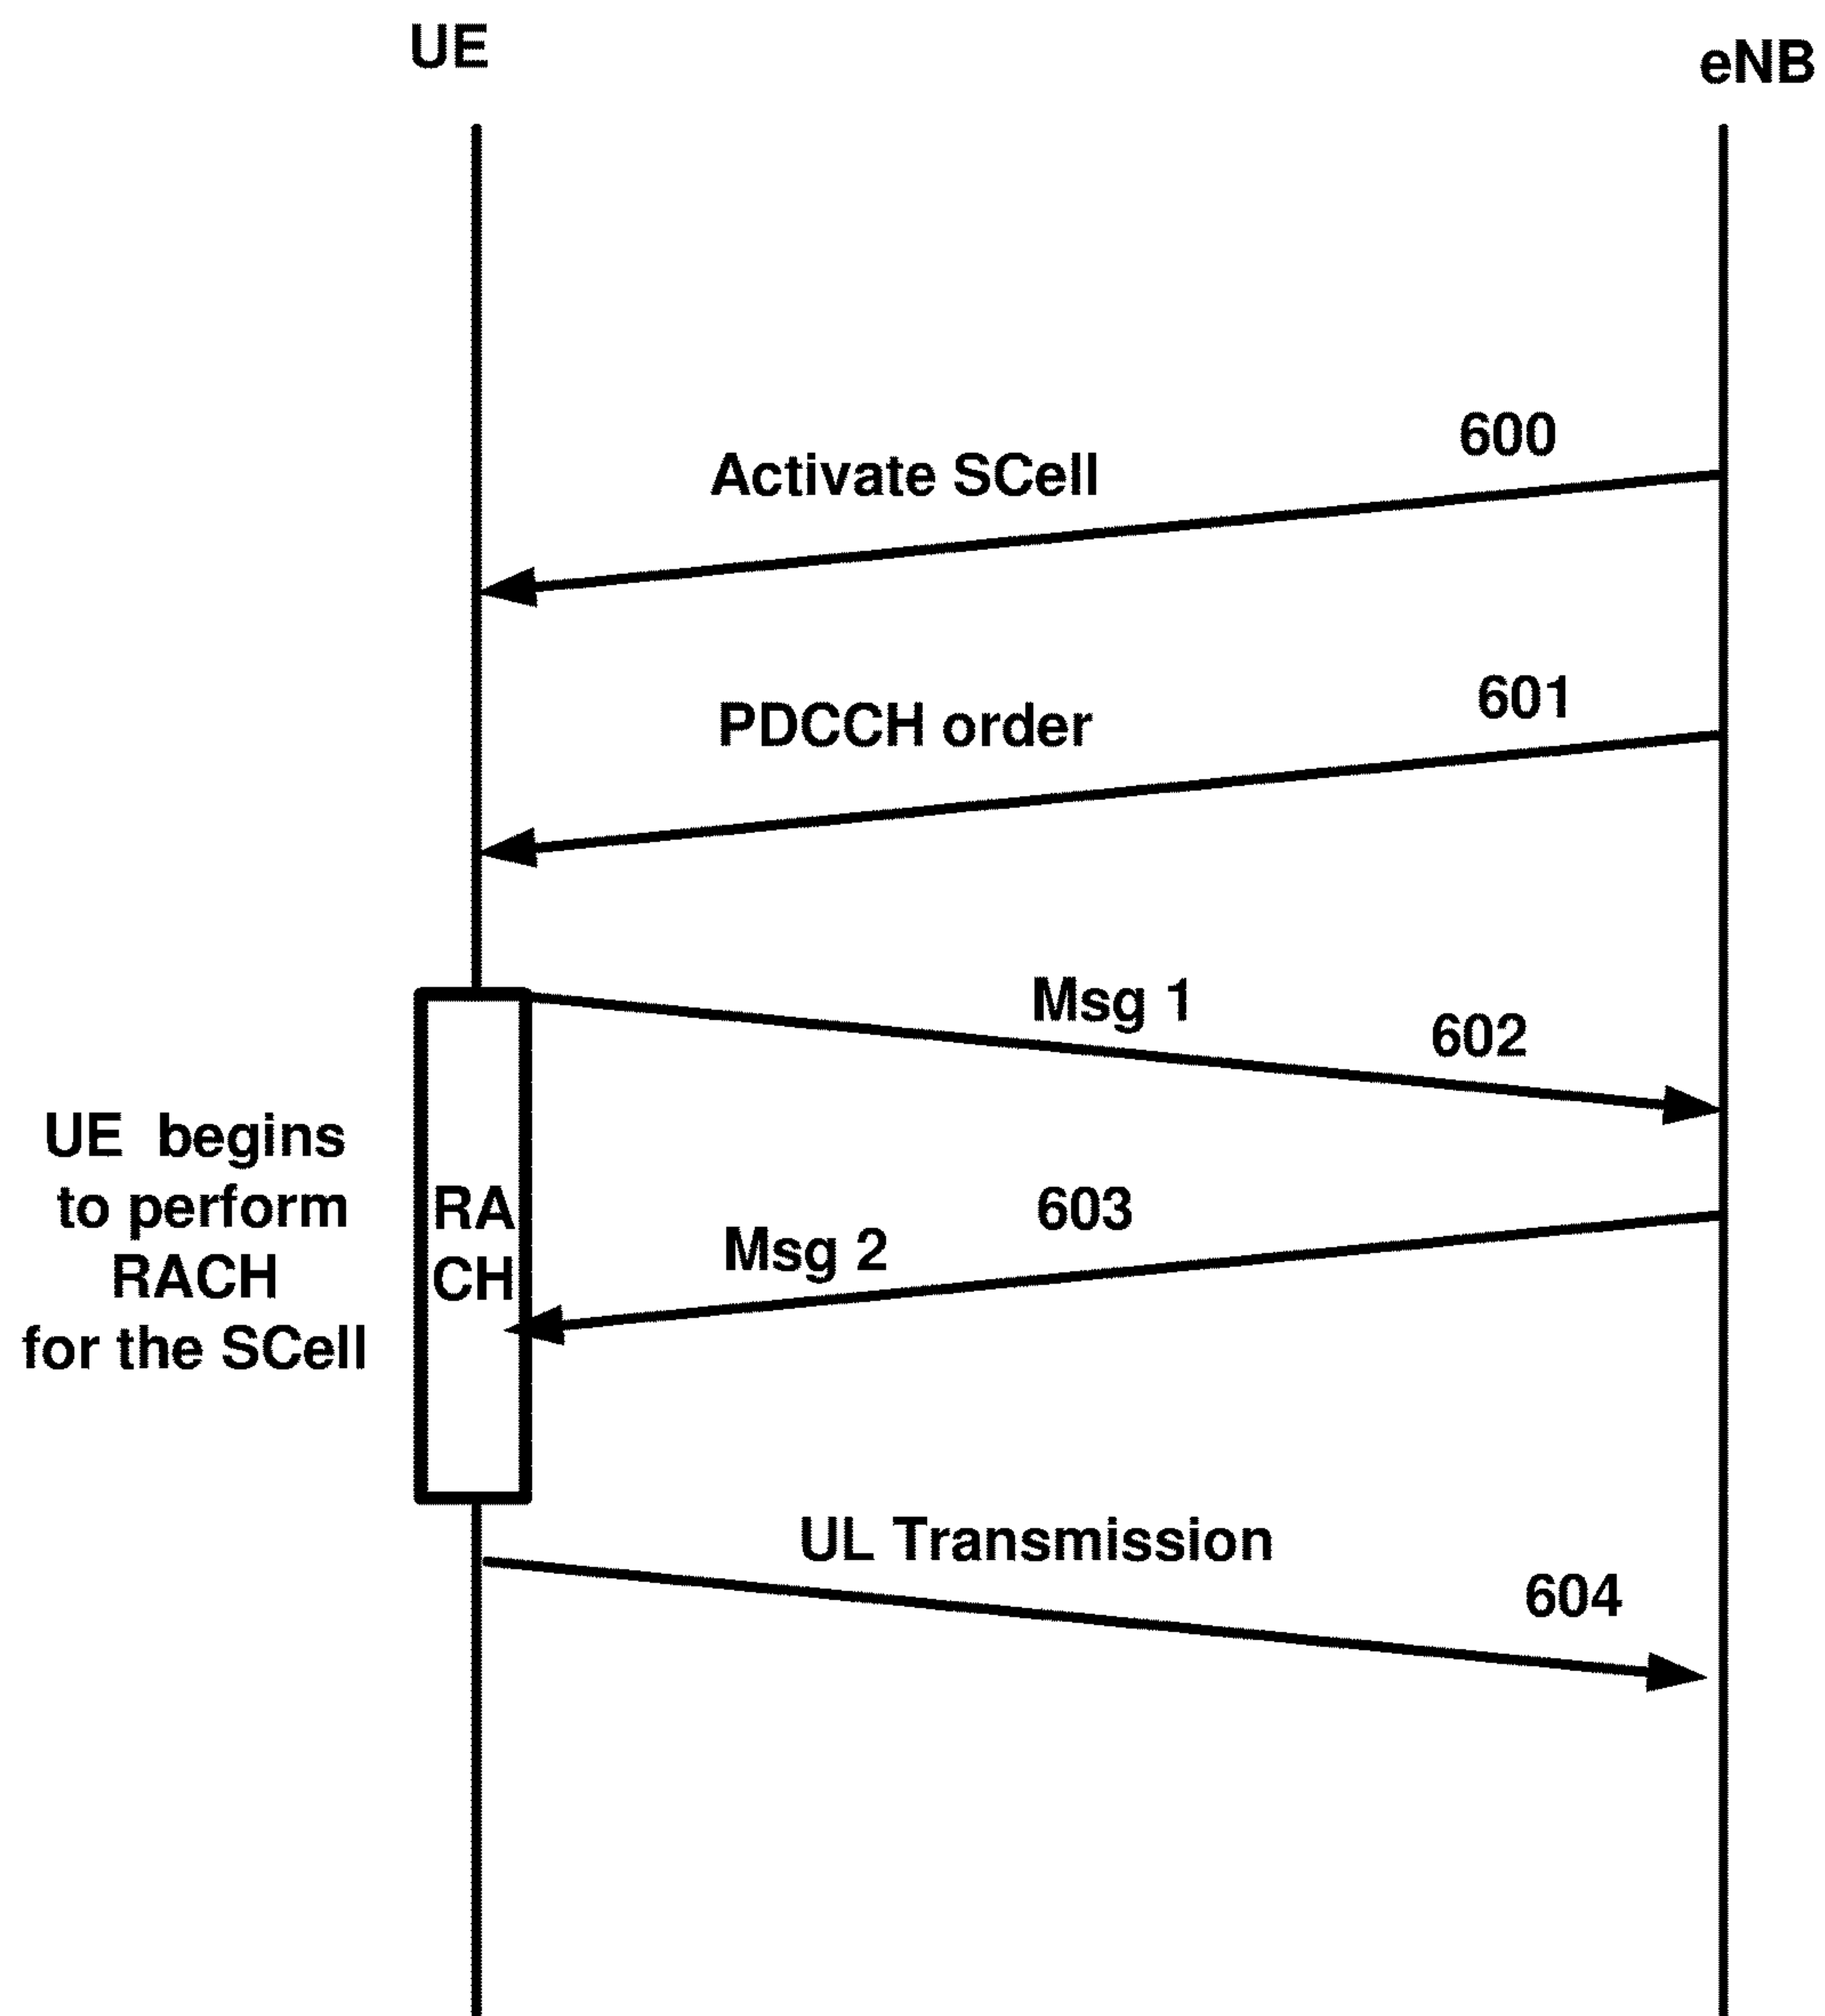 UE
eNB
600
Activate SCell
601
PDCCH order
Msg 1
602
UE begins
to perform
RACH
for the SCell
RA
CH
603
Msg 2
UL Transmission
604